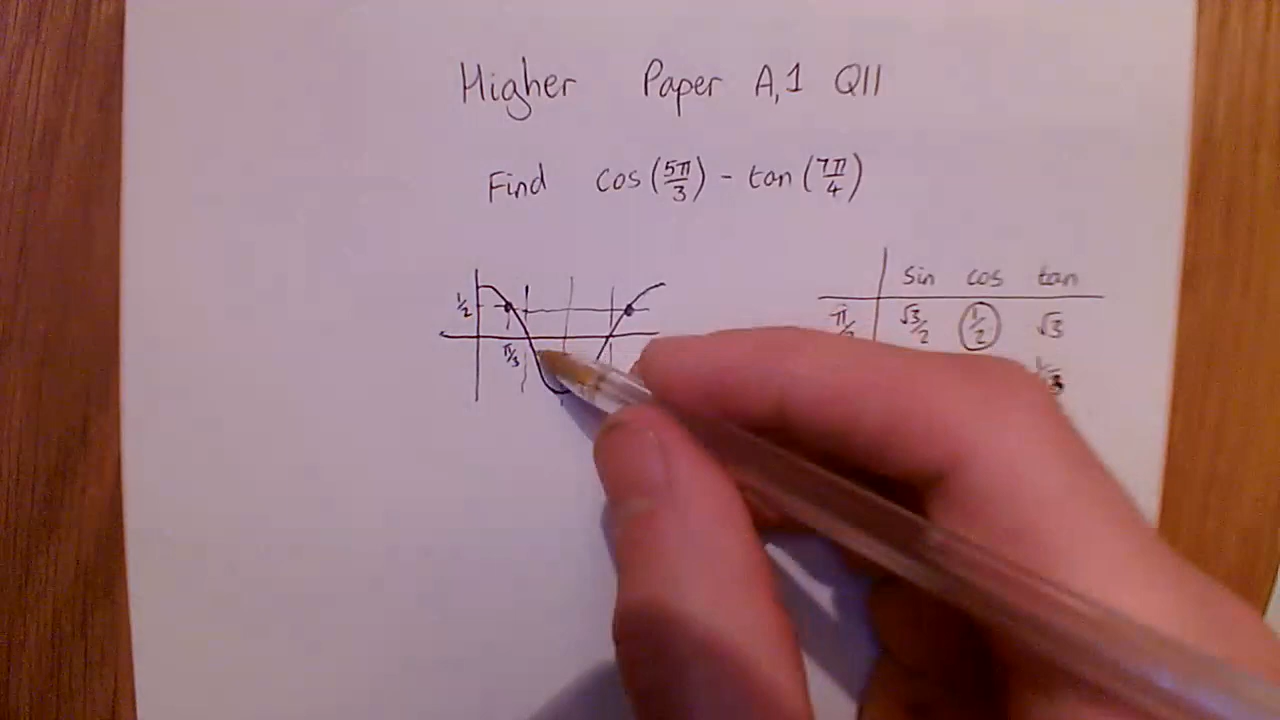 Higher Paper A,1 Q11
Find cos(5π/3) - tan(7π/4)
sin cos tan
1/2
√3/2 1/2 √3
π/3